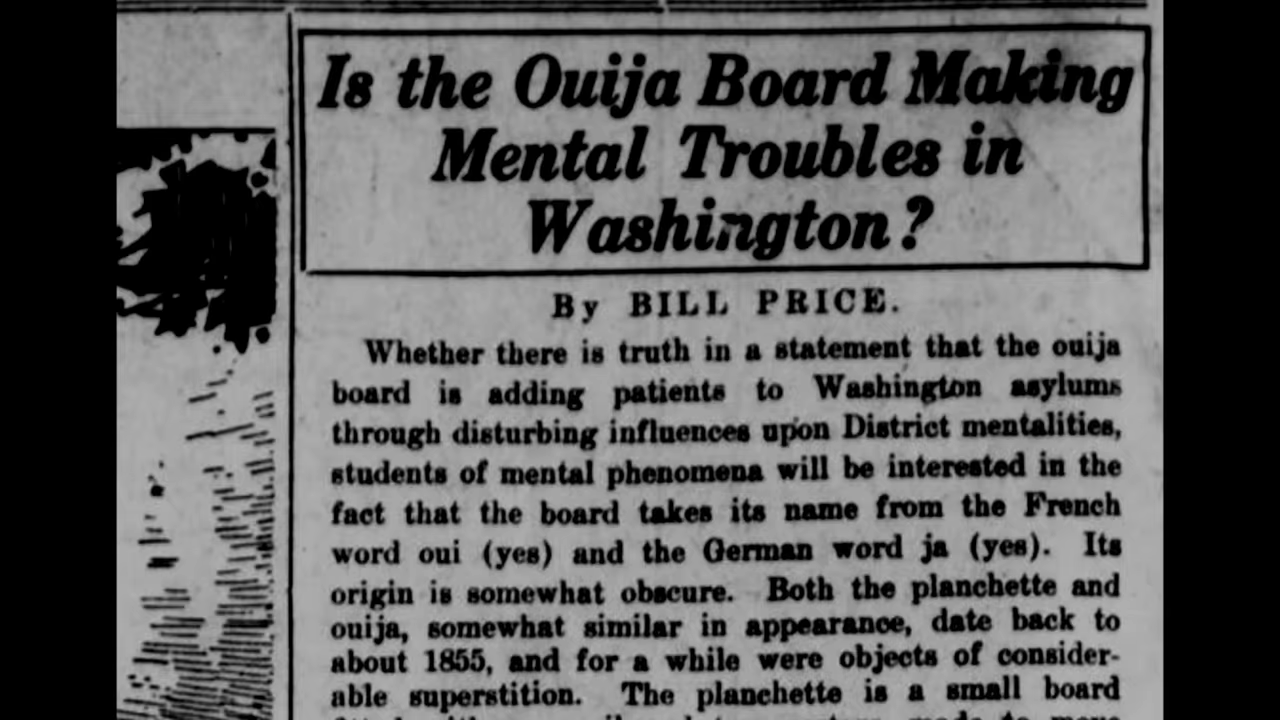 Is the Ouija Board Making
Mental Troubles in
Washington?
By BILL PRICE.
Whether there is truth in a statement that the ouija
board is adding patients to Washington asylums
through disturbing influences upon District mentalities,
students of mental phenomena will be interested in the
fact that the board takes its name from the French
word oui (yes) and the German word ja (yes). Its
origin is somewhat obscure. Both the planchette and
ouija, somewhat similar in appearance, date back to
about 1855, and for a while were objects of consider-
able superstition. The planchette is a small board